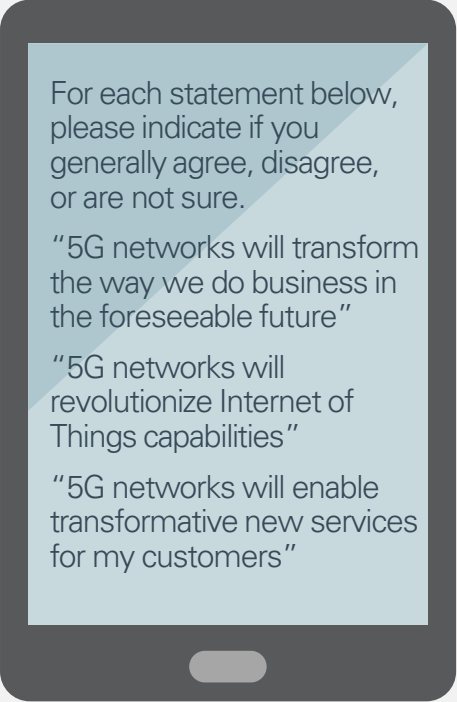 For each statement below,
please indicate if you
generally agree, disagree,
or are not sure.
“5G networks will transform
the way we do business in
the foreseeable future”
“5G networks will
revolutionize Internet of
Things capabilities”
“5G networks will enable
transformative new services
for my customers”